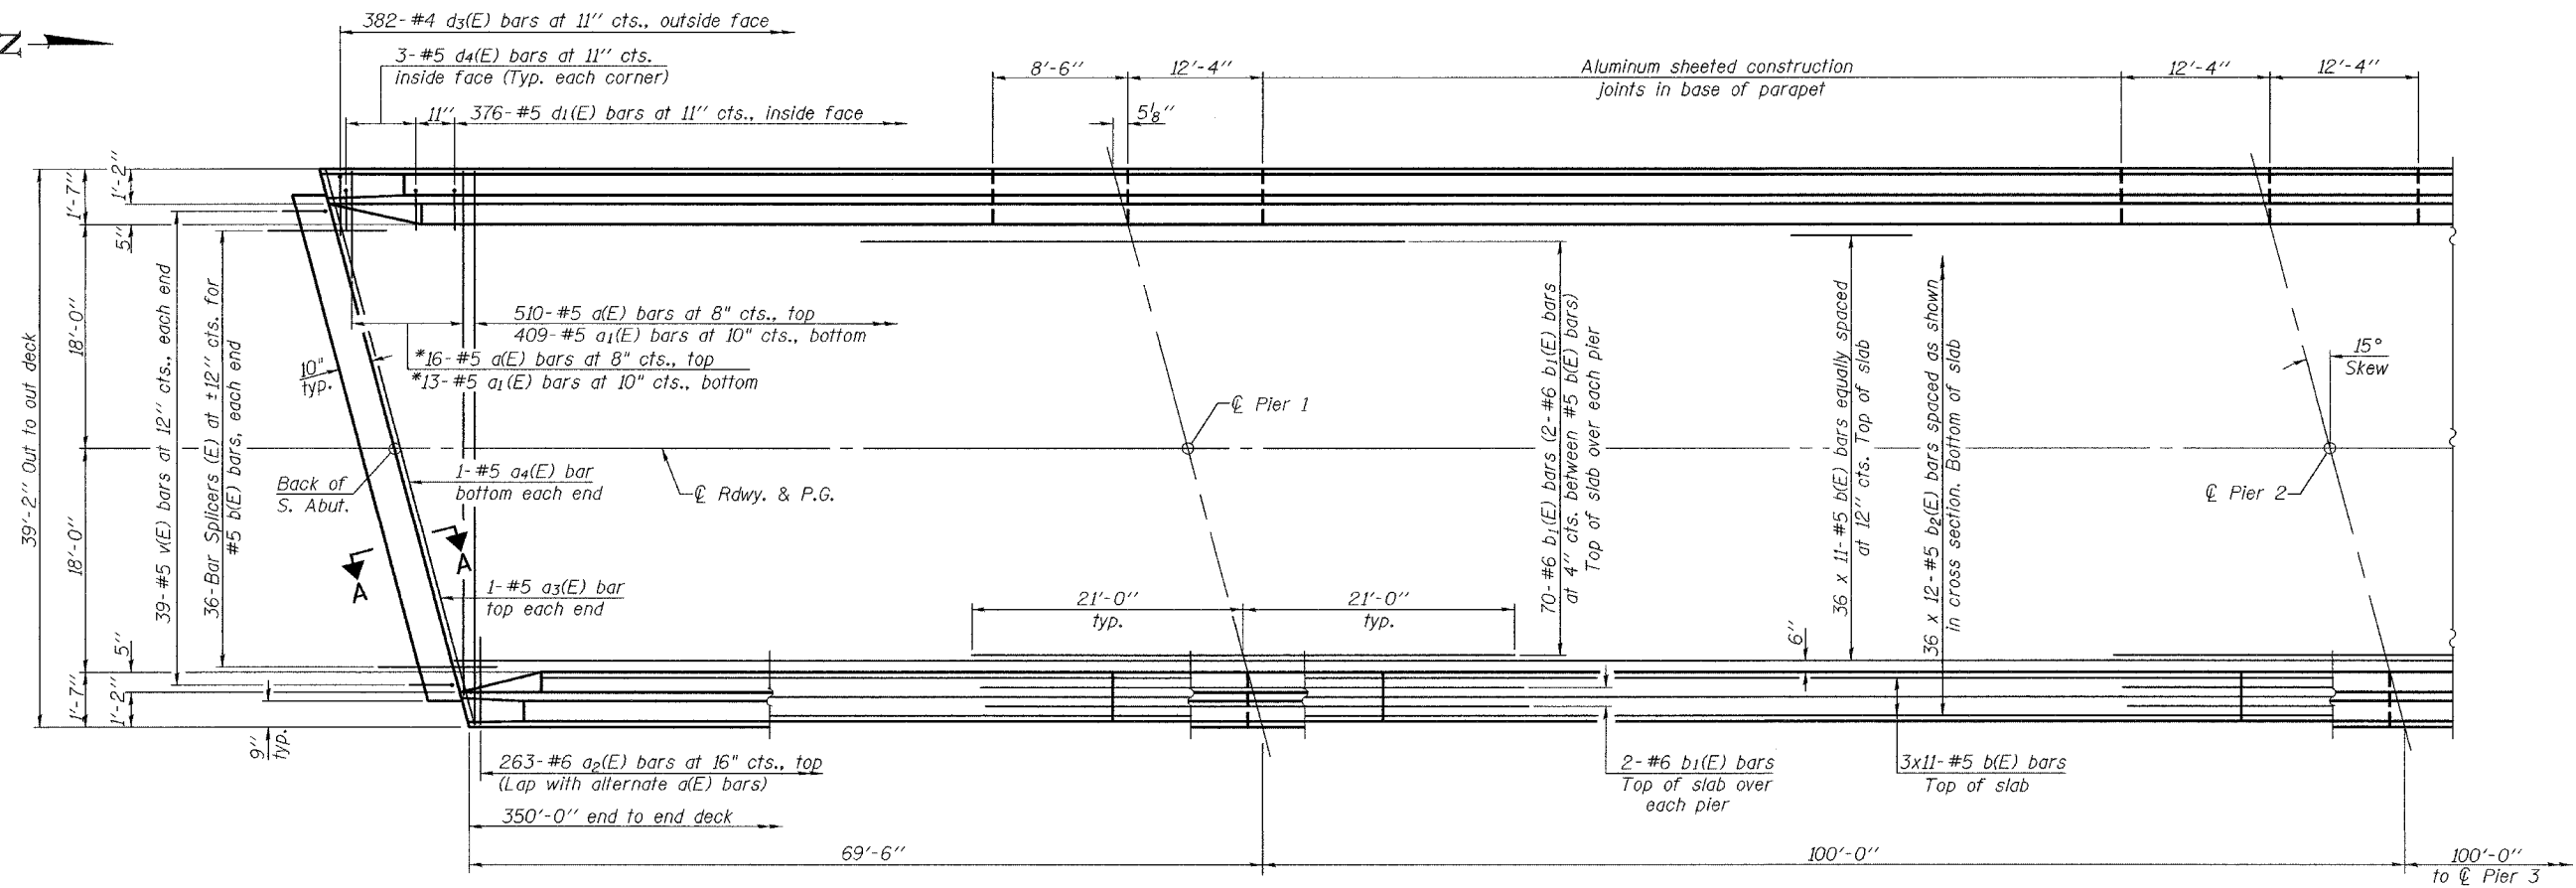 N
382-#4 d3(E) bars at 11" cts., outside face
3-#5 d4(E) bars at 11" cts.
inside face (Typ. each corner)
11"
376-#5 d1(E) bars at 11" cts., inside face
8'-6"
12'-4"
5 1/8"
Aluminum sheeted construction
joints in base of parapet
12'-4"
12'-4"
39'-2" Out to out deck
1'-7"
1'-2"
5"
18'-0"
18'-0"
5"
1'-7"
1'-2"
9"
typ.
39-#5 v(E) bars at 12" cts., each end
36-Bar Splicers (E) at ±12" cts. for
#5 b(E) bars, each end
10"
typ.
510-#5 a(E) bars at 8" cts., top
409-#5 a1(E) bars at 10" cts., bottom
*16-#5 a(E) bars at 8" cts., top
*13-#5 a1(E) bars at 10" cts., bottom
℄ Pier 1
Back of
S. Abut.
1-#5 a4(E) bar
bottom each end
℄ Rdwy. & P.G.
A
A
1-#5 a3(E) bar
top each end
21'-0"
typ.
21'-0"
typ.
70-#6 b1(E) bars (2-#6 b1(E) bars
at 4" cts. between #5 b(E) bars)
Top of slab over each pier
36 x 11-#5 b(E) bars equally spaced
at 12" cts. Top of slab
36 x 12-#5 b2(E) bars spaced as shown
in cross section. Bottom of slab
6"
15°
Skew
℄ Pier 2
263-#6 a2(E) bars at 16" cts., top
(Lap with alternate a(E) bars)
2-#6 b1(E) bars
Top of slab over
each pier
3x11-#5 b(E) bars
Top of slab
350'-0" end to end deck
69'-6"
100'-0"
100'-0"
to ℄ Pier 3